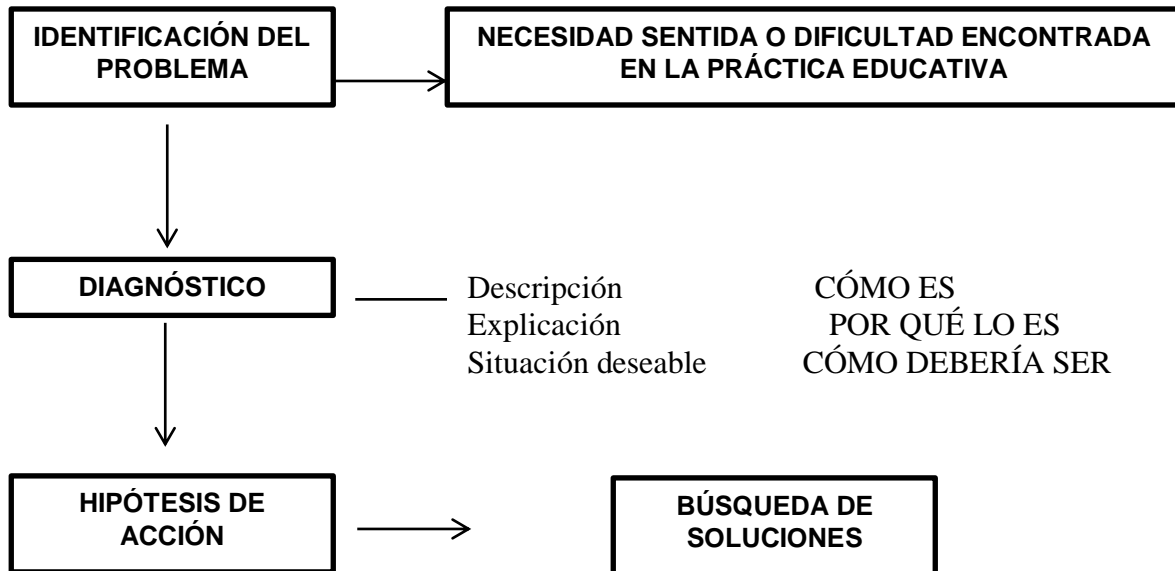 IDENTIFICACIÓN DEL
PROBLEMA
NECESIDAD SENTIDA O DIFICULTAD ENCONTRADA
EN LA PRÁCTICA EDUCATIVA
DIAGNÓSTICO
Descripción CÓMO ES
Explicación POR QUÉ LO ES
Situación deseable CÓMO DEBERÍA SER
HIPÓTESIS DE
ACCIÓN
BÚSQUEDA DE
SOLUCIONES